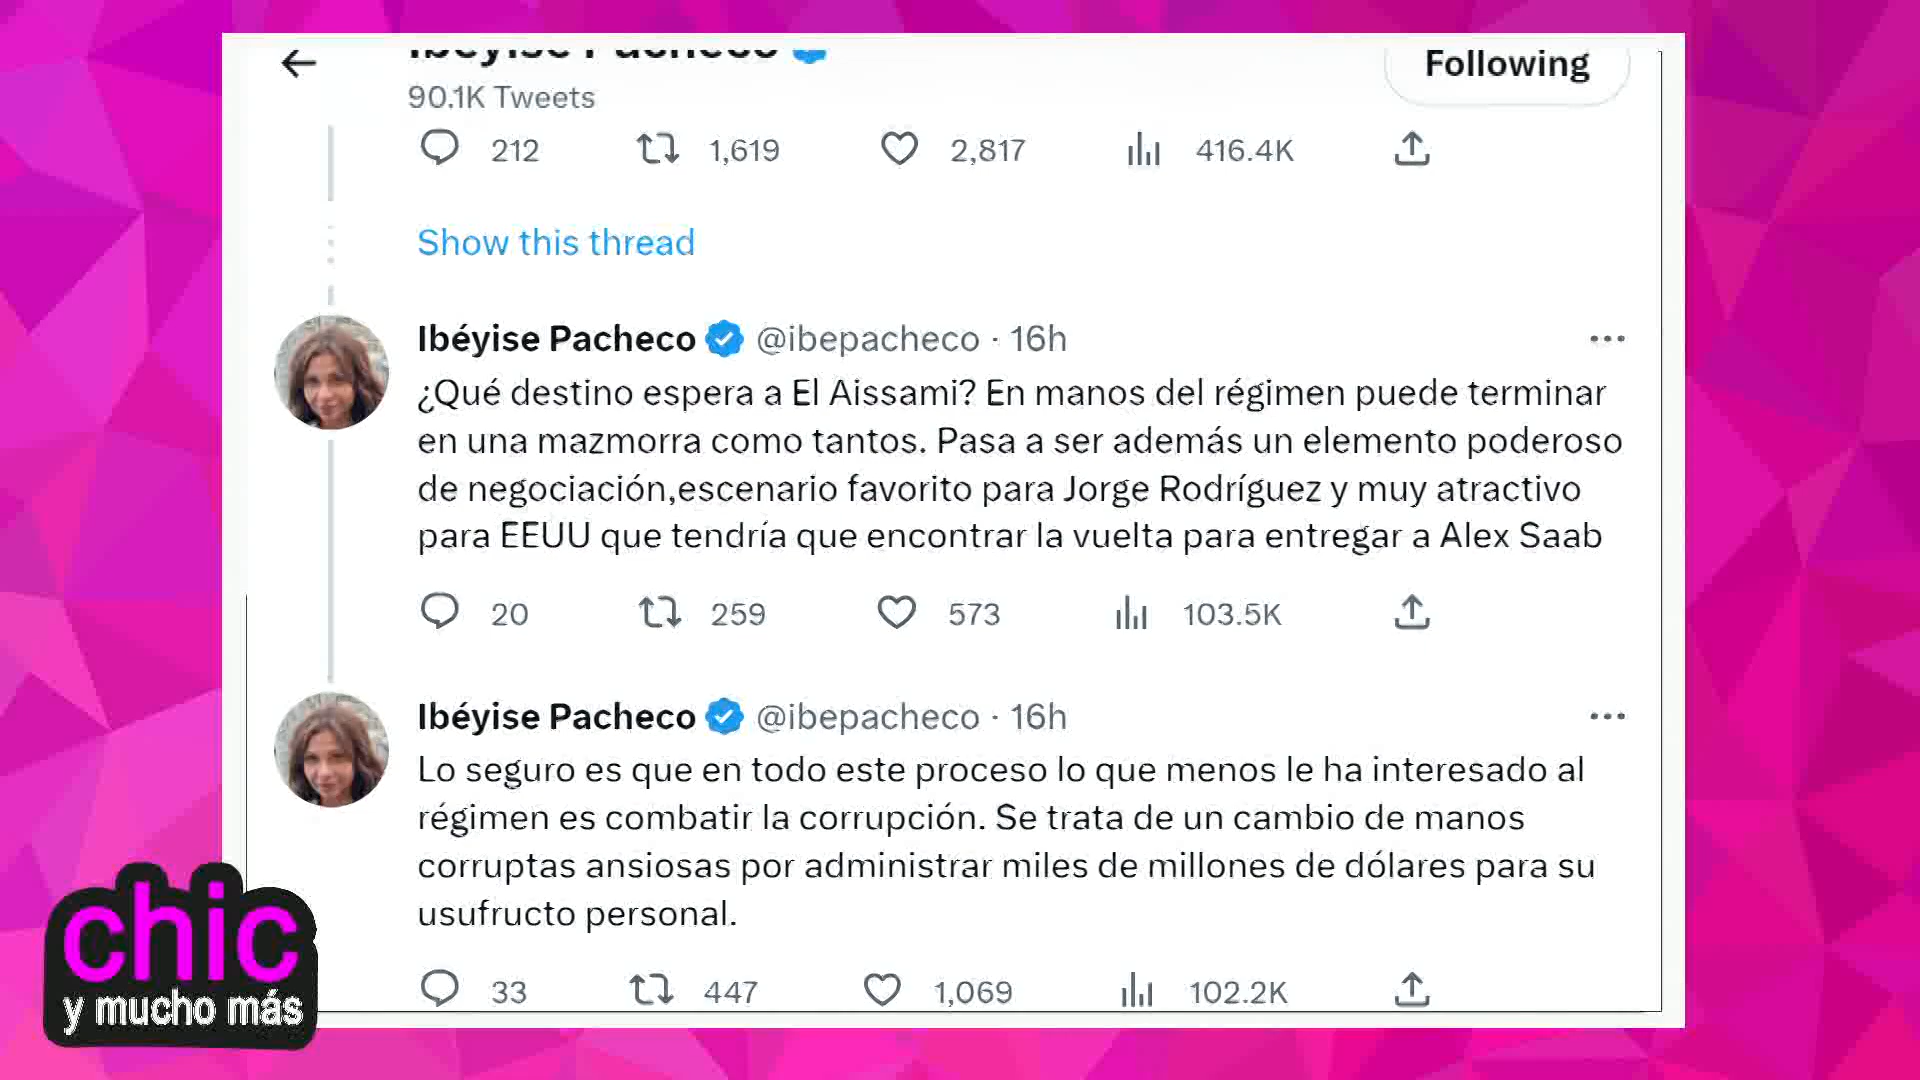 Ibéyise Pacheco
90.1K Tweets
Following
212 1,619 2,817 416.4K
Show this thread
Ibéyise Pacheco @ibepacheco · 16h
¿Qué destino espera a El Aissami? En manos del régimen puede terminar
en una mazmorra como tantos. Pasa a ser además un elemento poderoso
de negociación,escenario favorito para Jorge Rodríguez y muy atractivo
para EEUU que tendría que encontrar la vuelta para entregar a Alex Saab
20 259 573 103.5K
Ibéyise Pacheco @ibepacheco · 16h
Lo seguro es que en todo este proceso lo que menos le ha interesado al
régimen es combatir la corrupción. Se trata de un cambio de manos
corruptas ansiosas por administrar miles de millones de dólares para su
usufructo personal.
33 447 1,069 102.2K
chic
y mucho más